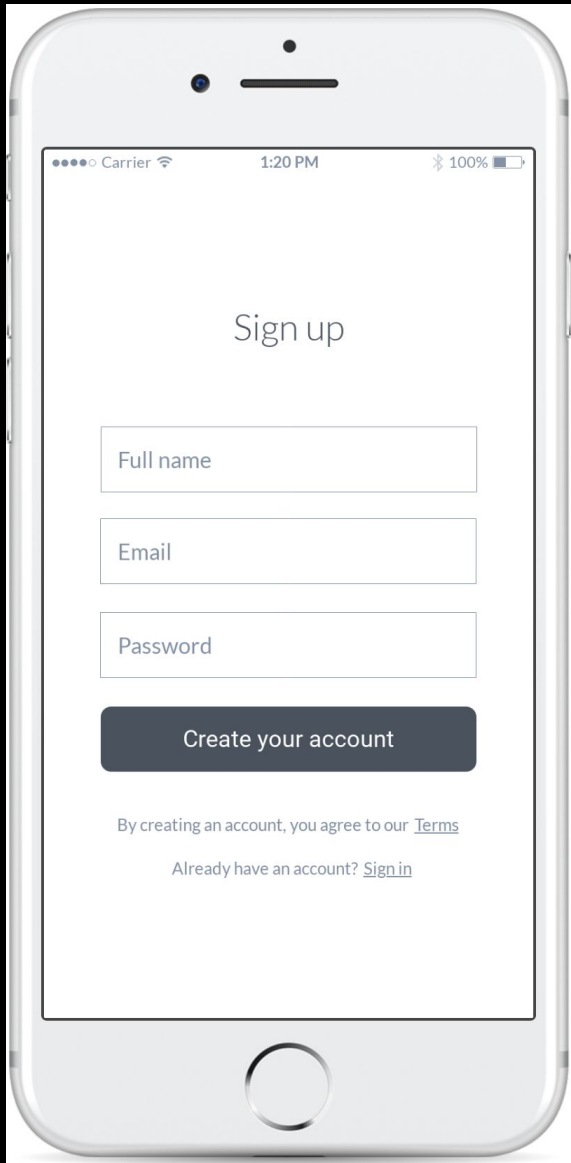 Carrier 1:20 PM 100%
Sign up
Full name
Email
Password
Create your account
By creating an account, you agree to our Terms
Already have an account? Sign in